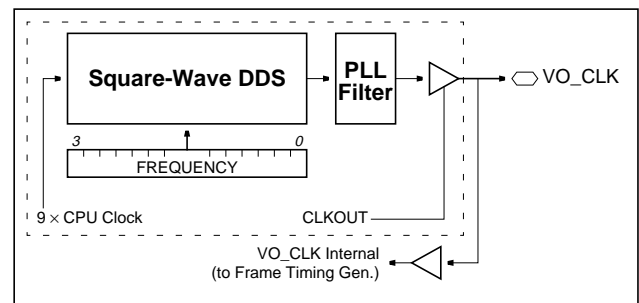 Square-Wave DDS
PLL
Filter
VO_CLK
3
0
FREQUENCY
9 × CPU Clock
CLKOUT
VO_CLK Internal
(to Frame Timing Gen.)